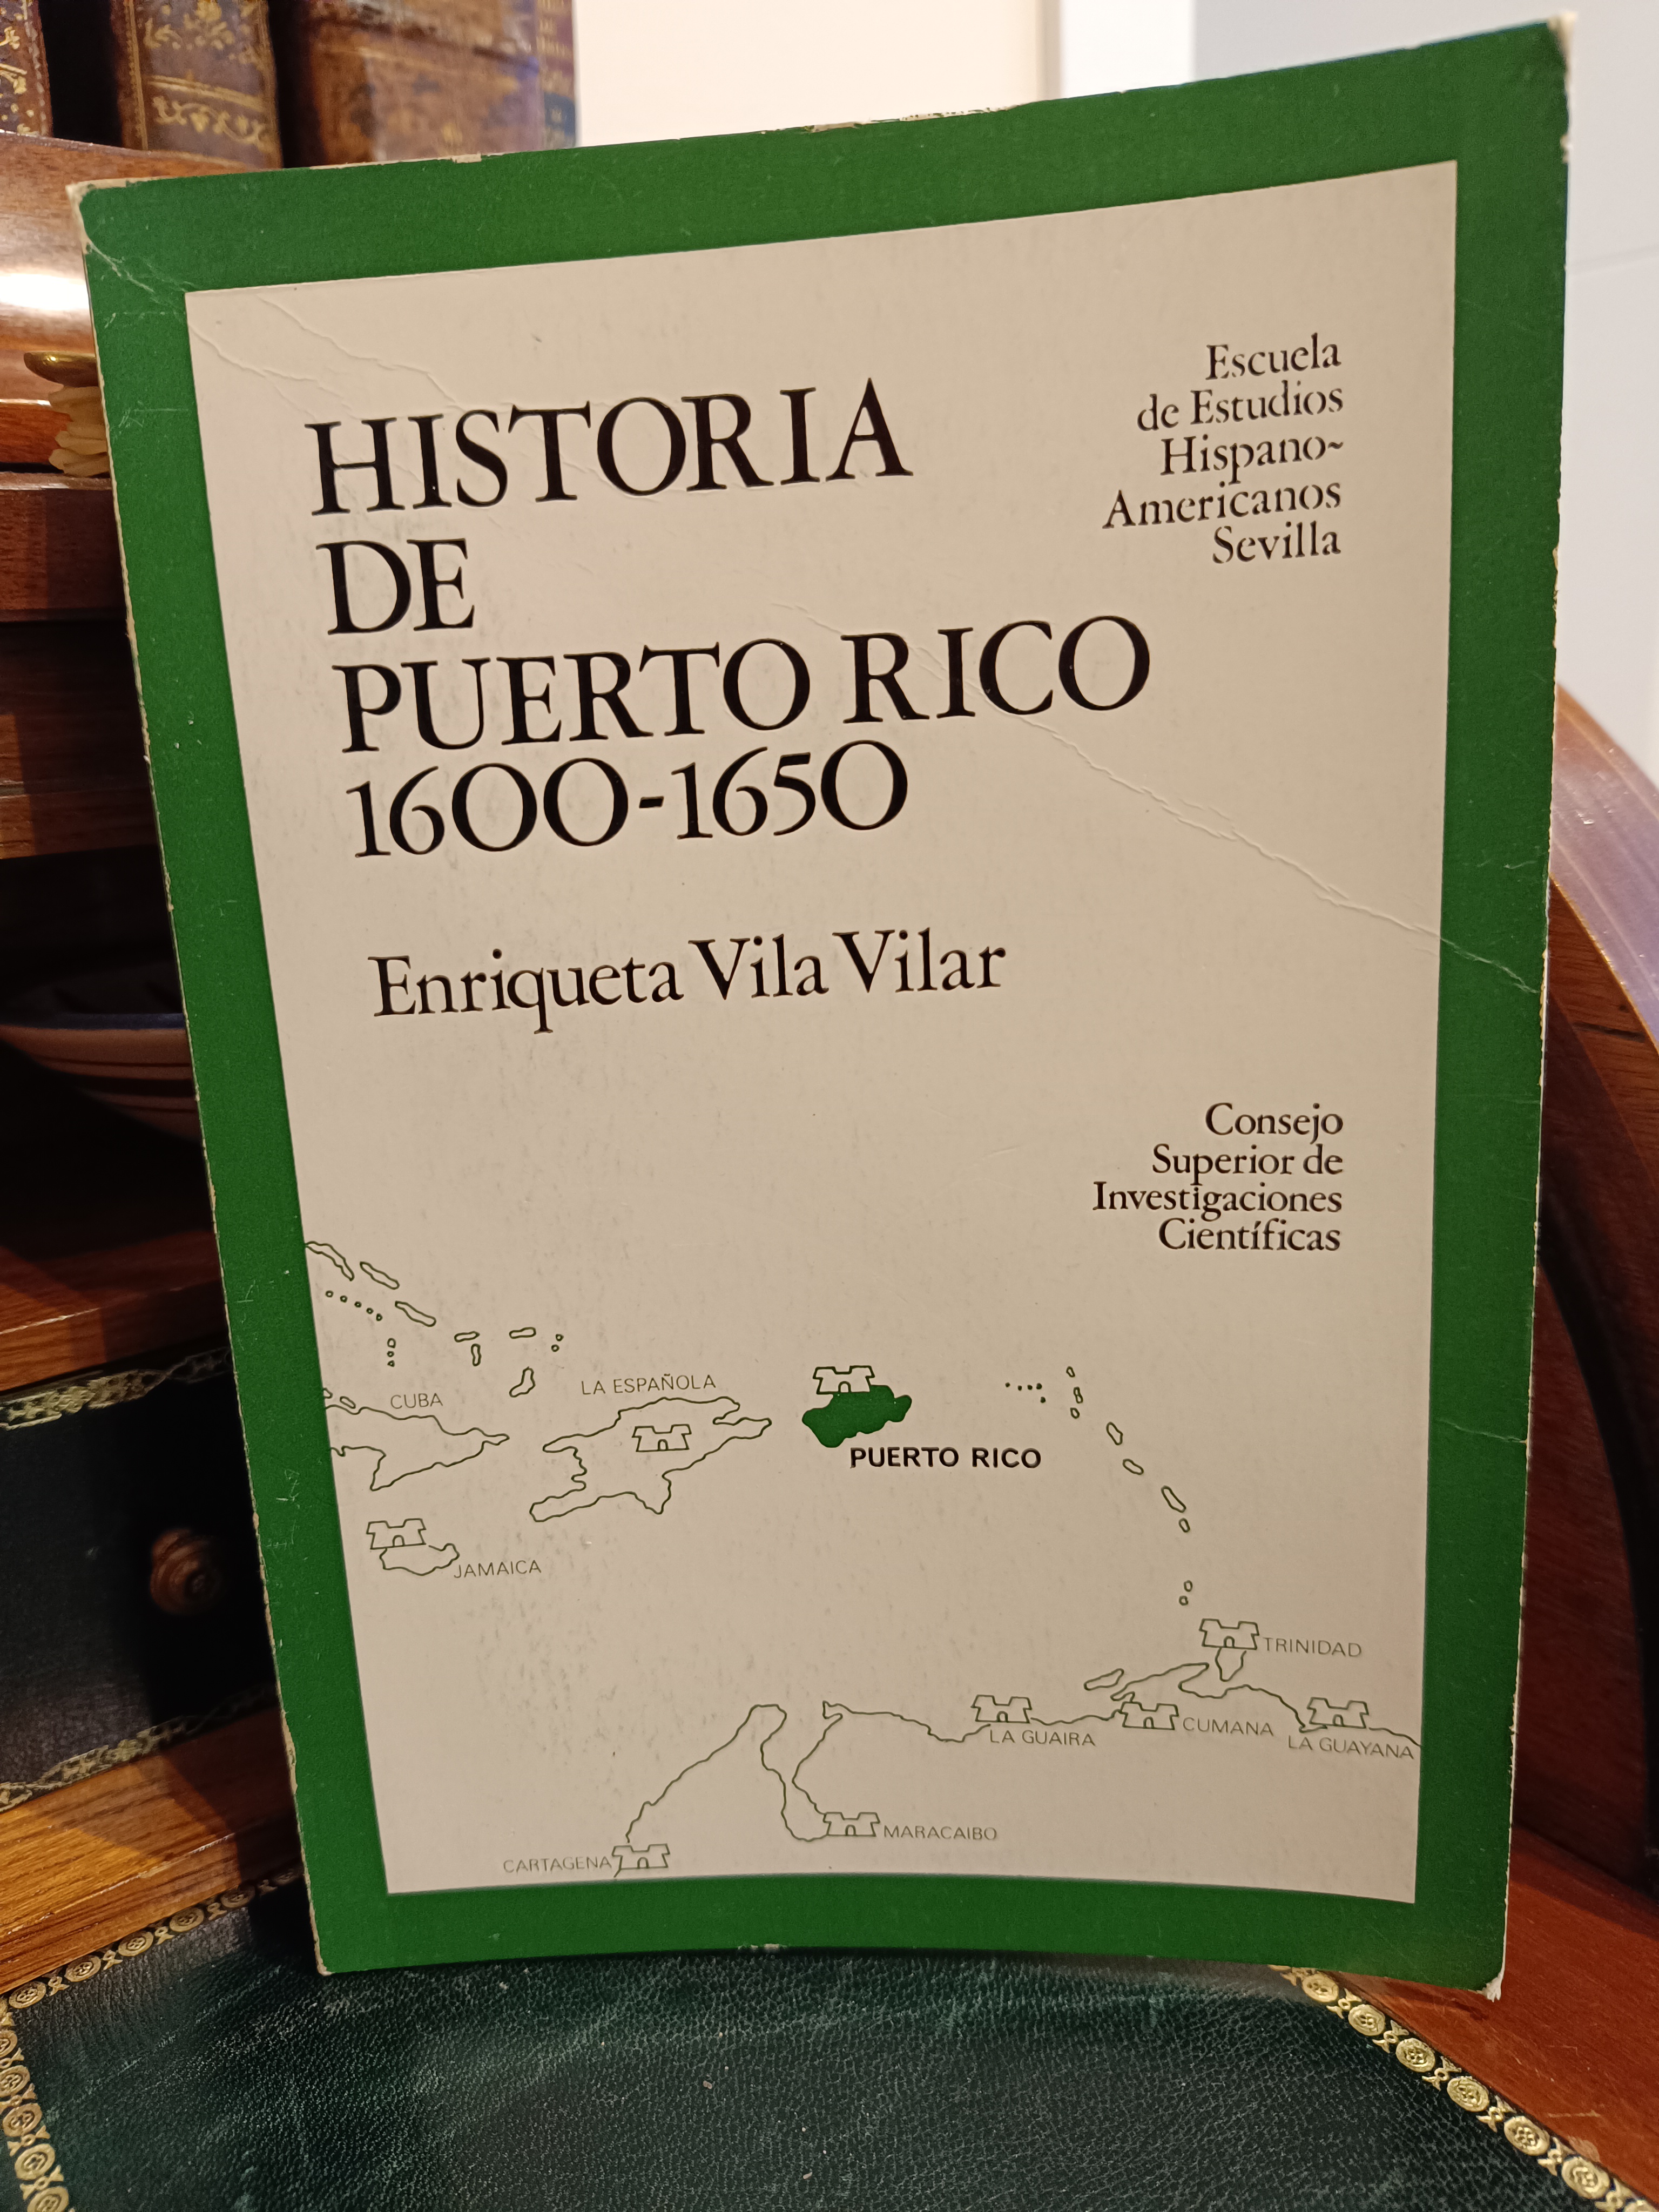 Escuela
de Estudios
Hispano-
Americanos
Sevilla
HISTORIA
DE
PUERTO RICO
1600-1650
Enriqueta Vila Vilar
Consejo
Superior de
Investigaciones
Científicas
CUBA
LA ESPAÑOLA
PUERTO RICO
JAMAICA
TRINIDAD
LA GUAIRA
CUMANA
LA GUAYANA
MARACAIBO
CARTAGENA